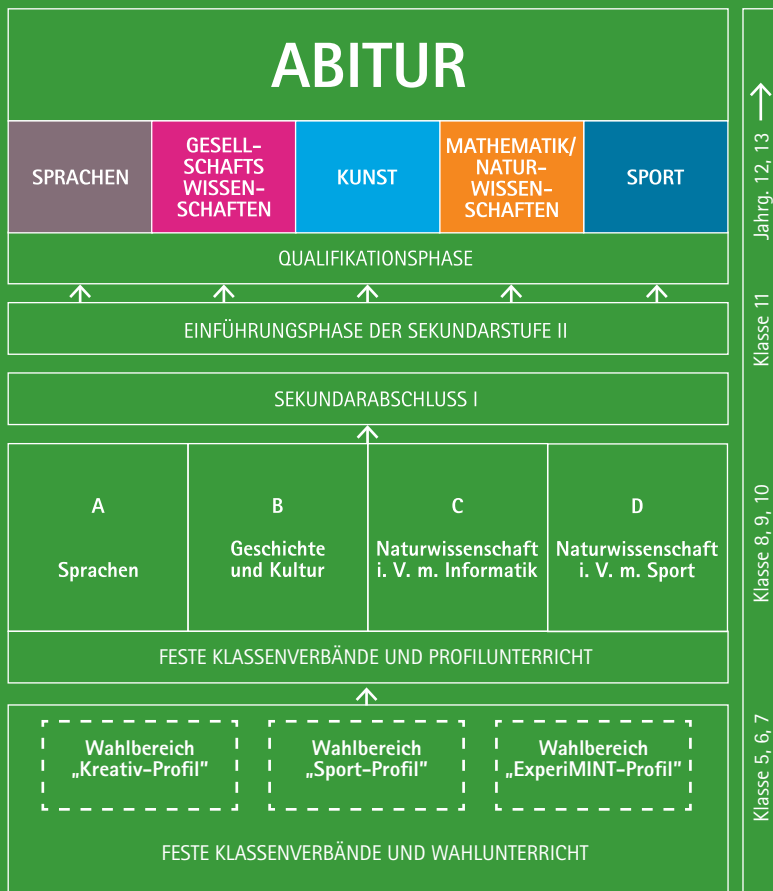 ABITUR
SPRACHEN
GESELL-
SCHAFTS
WISSEN-
SCHAFTEN
KUNST
MATHEMATIK/
NATUR-
WISSEN-
SCHAFTEN
SPORT
QUALIFIKATIONSPHASE
Jahrg. 12, 13
EINFÜHRUNGSPHASE DER SEKUNDARSTUFE II
Klasse 11
SEKUNDARABSCHLUSS I
A
Sprachen
B
Geschichte
und Kultur
C
Naturwissenschaft
i. V. m. Informatik
D
Naturwissenschaft
i. V. m. Sport
Klasse 8, 9, 10
FESTE KLASSENVERBÄNDE UND PROFILUNTERRICHT
Wahlbereich
„Kreativ-Profil"
Wahlbereich
„Sport-Profil"
Wahlbereich
„ExperiMINT-Profil"
Klasse 5, 6, 7
FESTE KLASSENVERBÄNDE UND WAHLUNTERRICHT